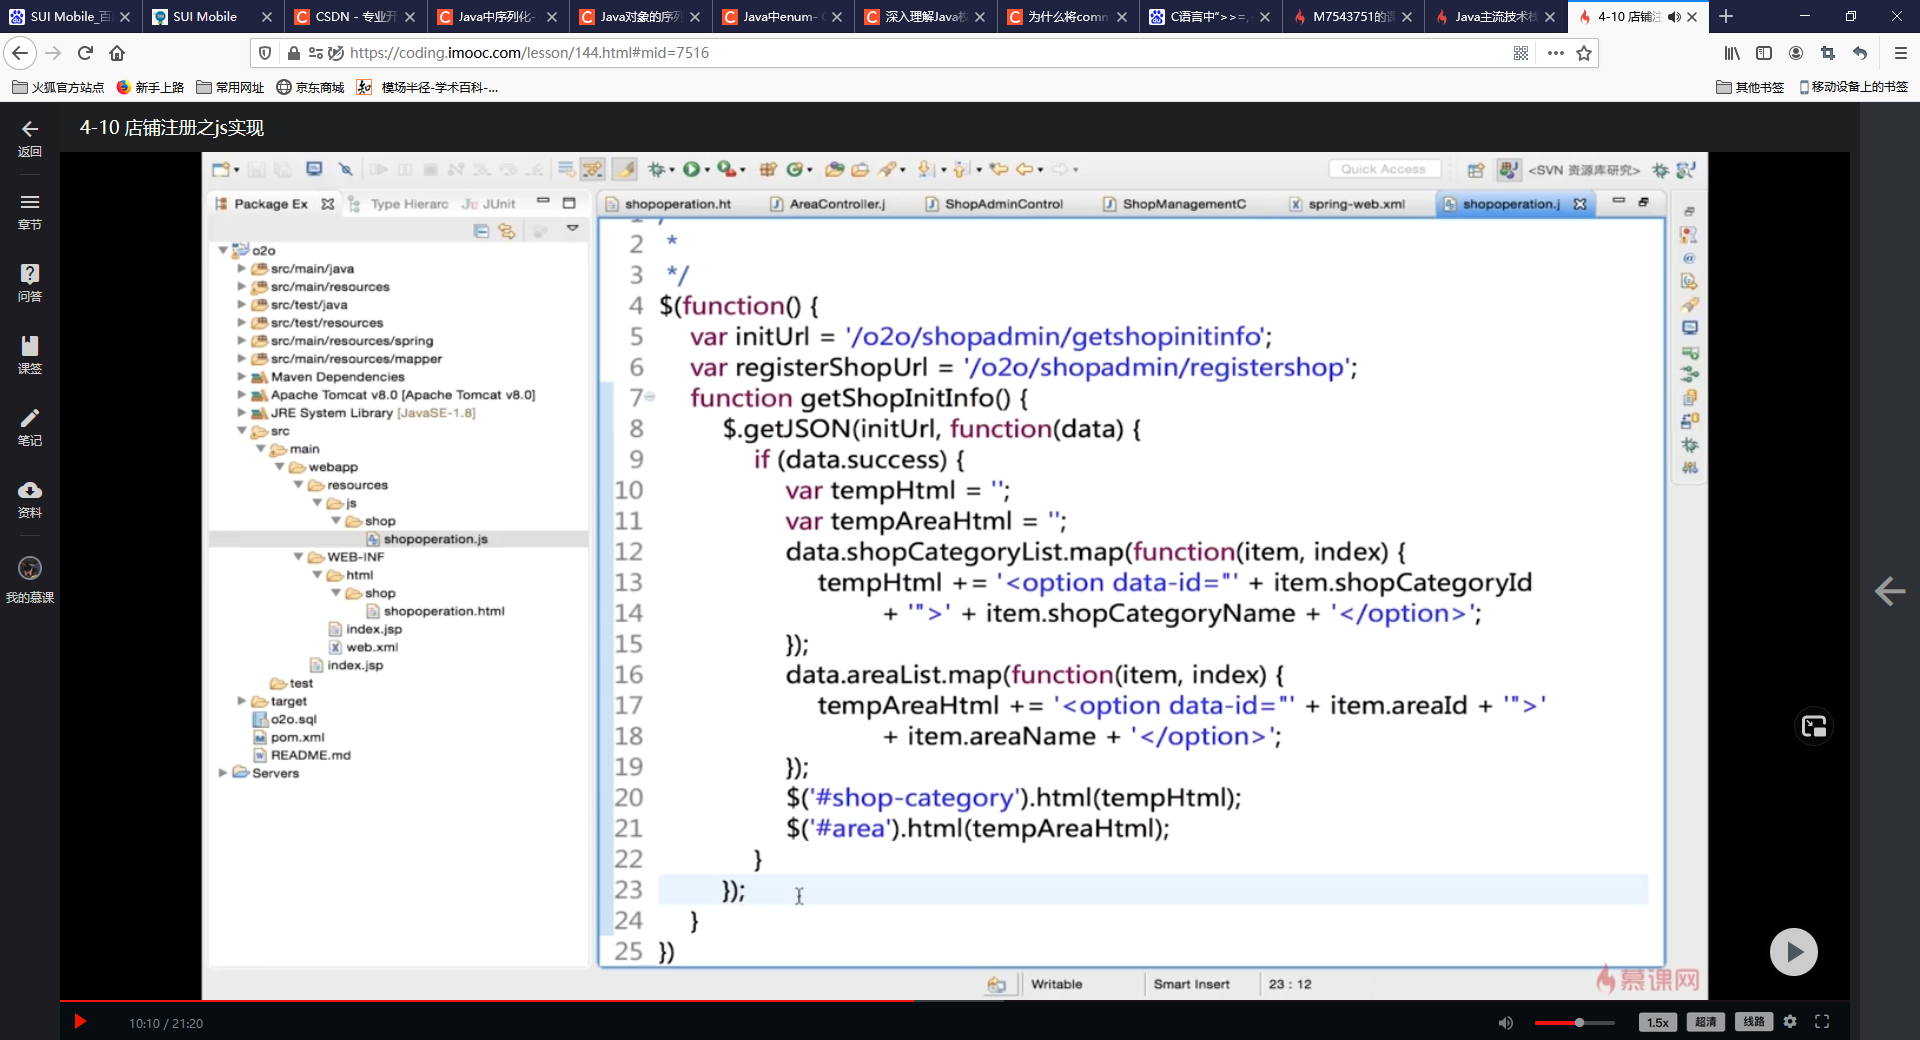 SUI Mobile_百
SUI Mobile
CSDN - 专业开
Java中序列化-
Java对象的序列
Java中enum-
深入理解Java枚
为什么将comm
C语言中“>>=,
M7543751的课
Java主流技术栈
4-10 店铺注
https://coding.imooc.com/lesson/144.html#mid=7516
火狐官方站点
新手上路
常用网址
京东商城
模场半径-学术百科-...
其他书签
移动设备上的书签
返回
4-10 店铺注册之js实现
章节
问答
课签
笔记
资料
我的慕课
Quick Access
<SVN 资源库研究>
Package Ex
Type Hierarc
JUnit
shopoperation.ht
AreaController.j
ShopAdminControl
ShopManagementC
spring-web.xml
shopoperation.j
o2o
src/main/java
src/main/resources
src/test/java
src/test/resources
src/main/resources/spring
src/main/resources/mapper
Maven Dependencies
Apache Tomcat v8.0 [Apache Tomcat v8.0]
JRE System Library [JavaSE-1.8]
src
main
webapp
resources
js
shop
shopoperation.js
WEB-INF
html
shop
shopoperation.html
index.jsp
web.xml
index.jsp
test
target
o2o.sql
pom.xml
README.md
Servers
2 *
3 */
4 $(function() {
5 var initUrl = '/o2o/shopadmin/getshopinitinfo';
6 var registerShopUrl = '/o2o/shopadmin/registershop';
7 function getShopInitInfo() {
8 $.getJSON(initUrl, function(data) {
9 if (data.success) {
10 var tempHtml = '';
11 var tempAreaHtml = '';
12 data.shopCategoryList.map(function(item, index) {
13 tempHtml += '<option data-id="' + item.shopCategoryId
14 + '">' + item.shopCategoryName + '</option>';
15 });
16 data.areaList.map(function(item, index) {
17 tempAreaHtml += '<option data-id="' + item.areaId + '">'
18 + item.areaName + '</option>';
19 });
20 $('#shop-category').html(tempHtml);
21 $('#area').html(tempAreaHtml);
22 }
23 });
24 }
25 })
Writable
Smart Insert
23 : 12
慕课网
10:10 / 21:20
1.5x
超清
线路